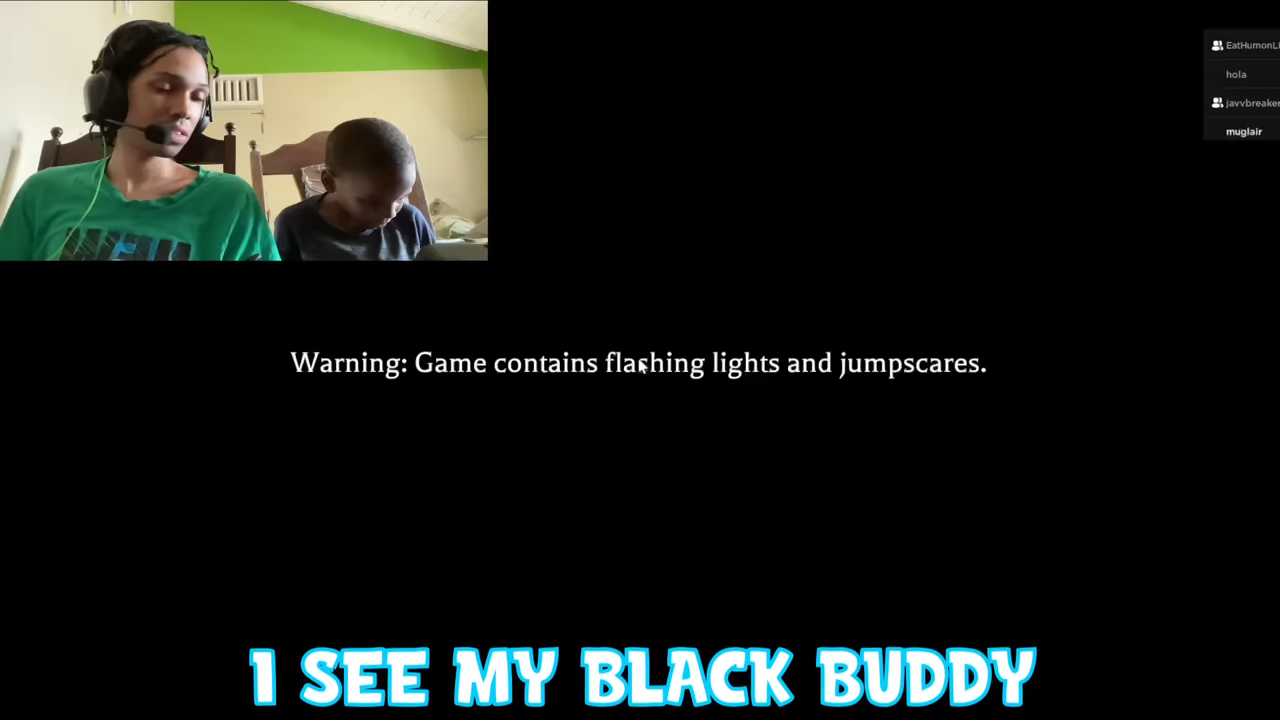 EatHumonLi
hola
javvbreaker
muglair
Warning: Game contains flashing lights and jumpscares.
I SEE MY BLACK BUDDY